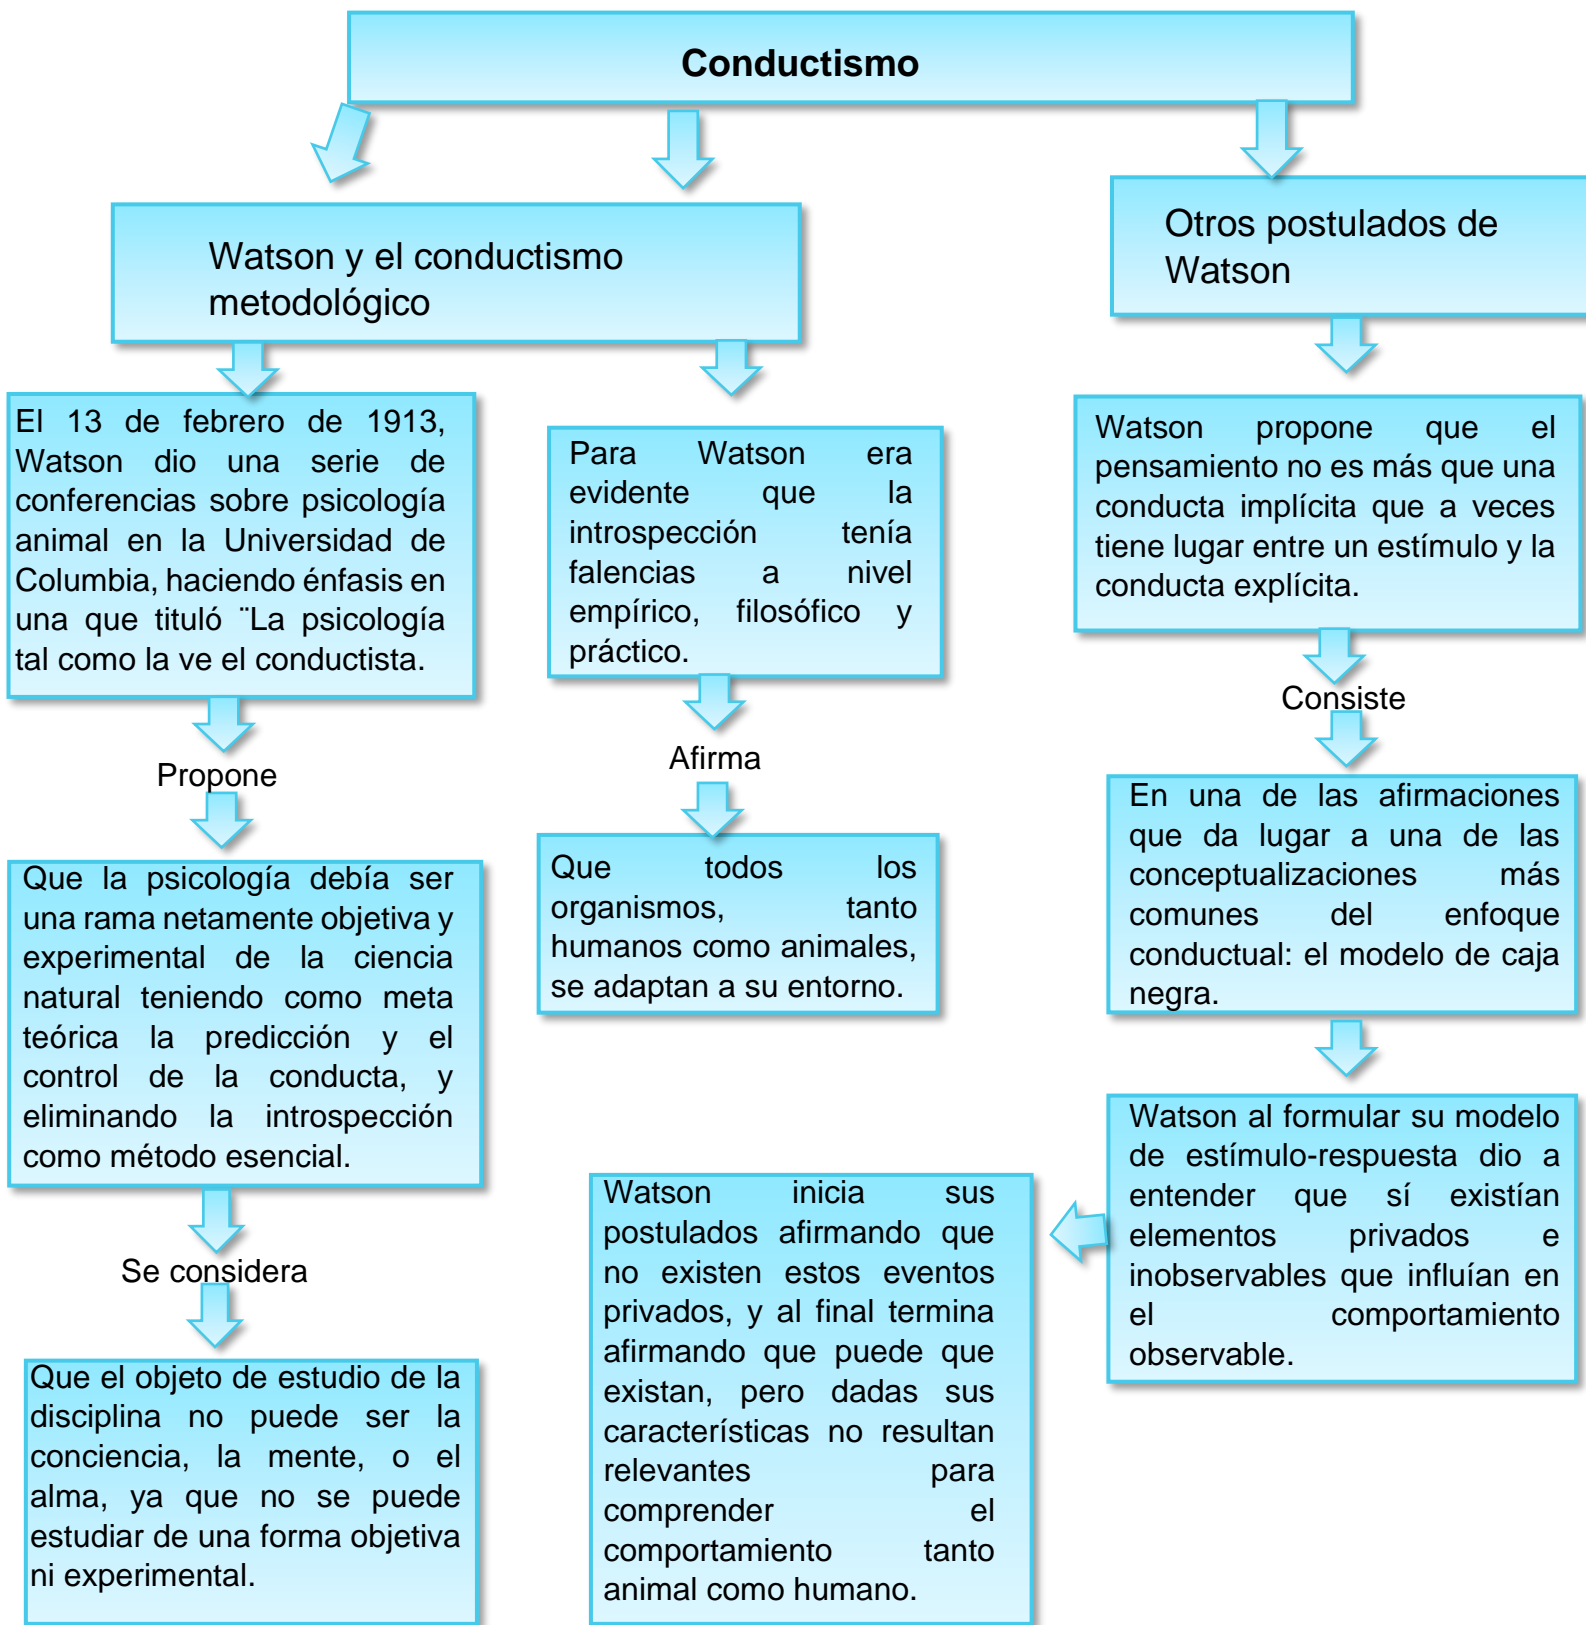 Conductismo
Watson y el conductismo
metodológico
El 13 de febrero de 1913,
Watson dio una serie de
conferencias sobre psicología
animal en la Universidad de
Columbia, haciendo énfasis en
una que tituló ¨La psicología
tal como la ve el conductista.
Propone
Que la psicología debía ser
una rama netamente objetiva y
experimental de la ciencia
natural teniendo como meta
teórica la predicción y el
control de la conducta, y
eliminando la introspección
como método esencial.
Se considera
Que el objeto de estudio de la
disciplina no puede ser la
conciencia, la mente, o el
alma, ya que no se puede
estudiar de una forma objetiva
ni experimental.
Para Watson era
evidente que la
introspección tenía
falencias a nivel
empírico, filosófico y
práctico.
Afirma
Que todos los
organismos, tanto
humanos como animales,
se adaptan a su entorno.
Otros postulados de
Watson
Watson propone que el
pensamiento no es más que una
conducta implícita que a veces
tiene lugar entre un estímulo y la
conducta explícita.
Consiste
En una de las afirmaciones
que da lugar a una de las
conceptualizaciones más
comunes del enfoque
conductual: el modelo de caja
negra.
Watson al formular su modelo
de estímulo-respuesta dio a
entender que sí existían
elementos privados e
inobservables que influían en
el comportamiento
observable.
Watson inicia sus
postulados afirmando que
no existen estos eventos
privados, y al final termina
afirmando que puede que
existan, pero dadas sus
características no resultan
relevantes para
comprender el
comportamiento tanto
animal como humano.